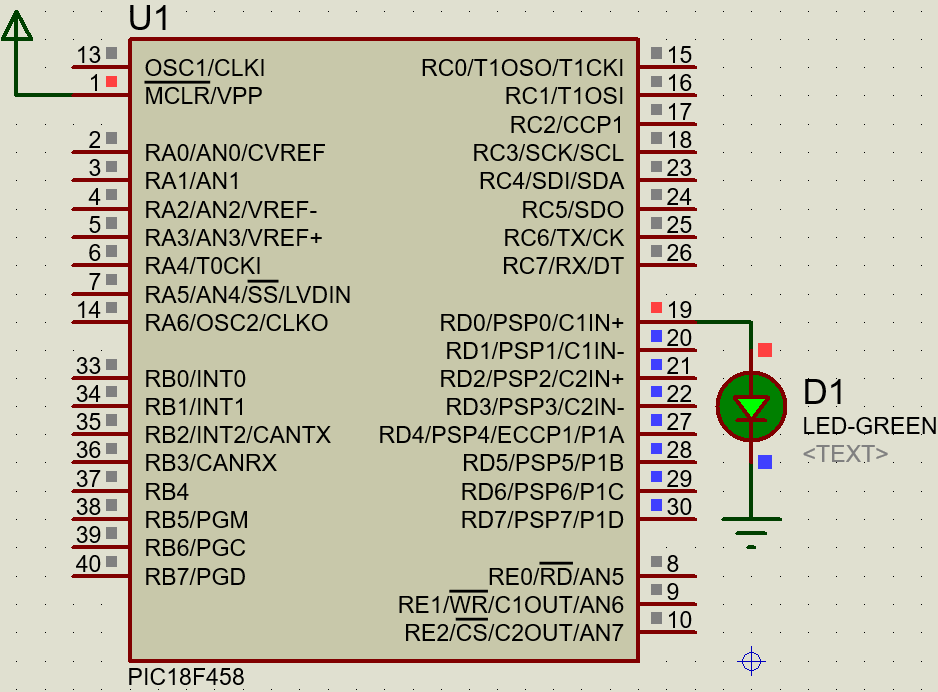 U1
13 OSC1/CLKI
1 MCLR/VPP
2 RA0/AN0/CVREF
3 RA1/AN1
4 RA2/AN2/VREF-
5 RA3/AN3/VREF+
6 RA4/T0CKI
7 RA5/AN4/SS/LVDIN
14 RA6/OSC2/CLKO
33 RB0/INT0
34 RB1/INT1
35 RB2/INT2/CANTX
36 RB3/CANRX
37 RB4
38 RB5/PGM
39 RB6/PGC
40 RB7/PGD
RC0/T1OSO/T1CKI 15
RC1/T1OSI 16
RC2/CCP1 17
RC3/SCK/SCL 18
RC4/SDI/SDA 23
RC5/SDO 24
RC6/TX/CK 25
RC7/RX/DT 26
RD0/PSP0/C1IN+ 19
RD1/PSP1/C1IN- 20
RD2/PSP2/C2IN+ 21
RD3/PSP3/C2IN- 22
RD4/PSP4/ECCP1/P1A 27
RD5/PSP5/P1B 28
RD6/PSP6/P1C 29
RD7/PSP7/P1D 30
RE0/RD/AN5 8
RE1/WR/C1OUT/AN6 9
RE2/CS/C2OUT/AN7 10
PIC18F458
D1
LED-GREEN
<TEXT>